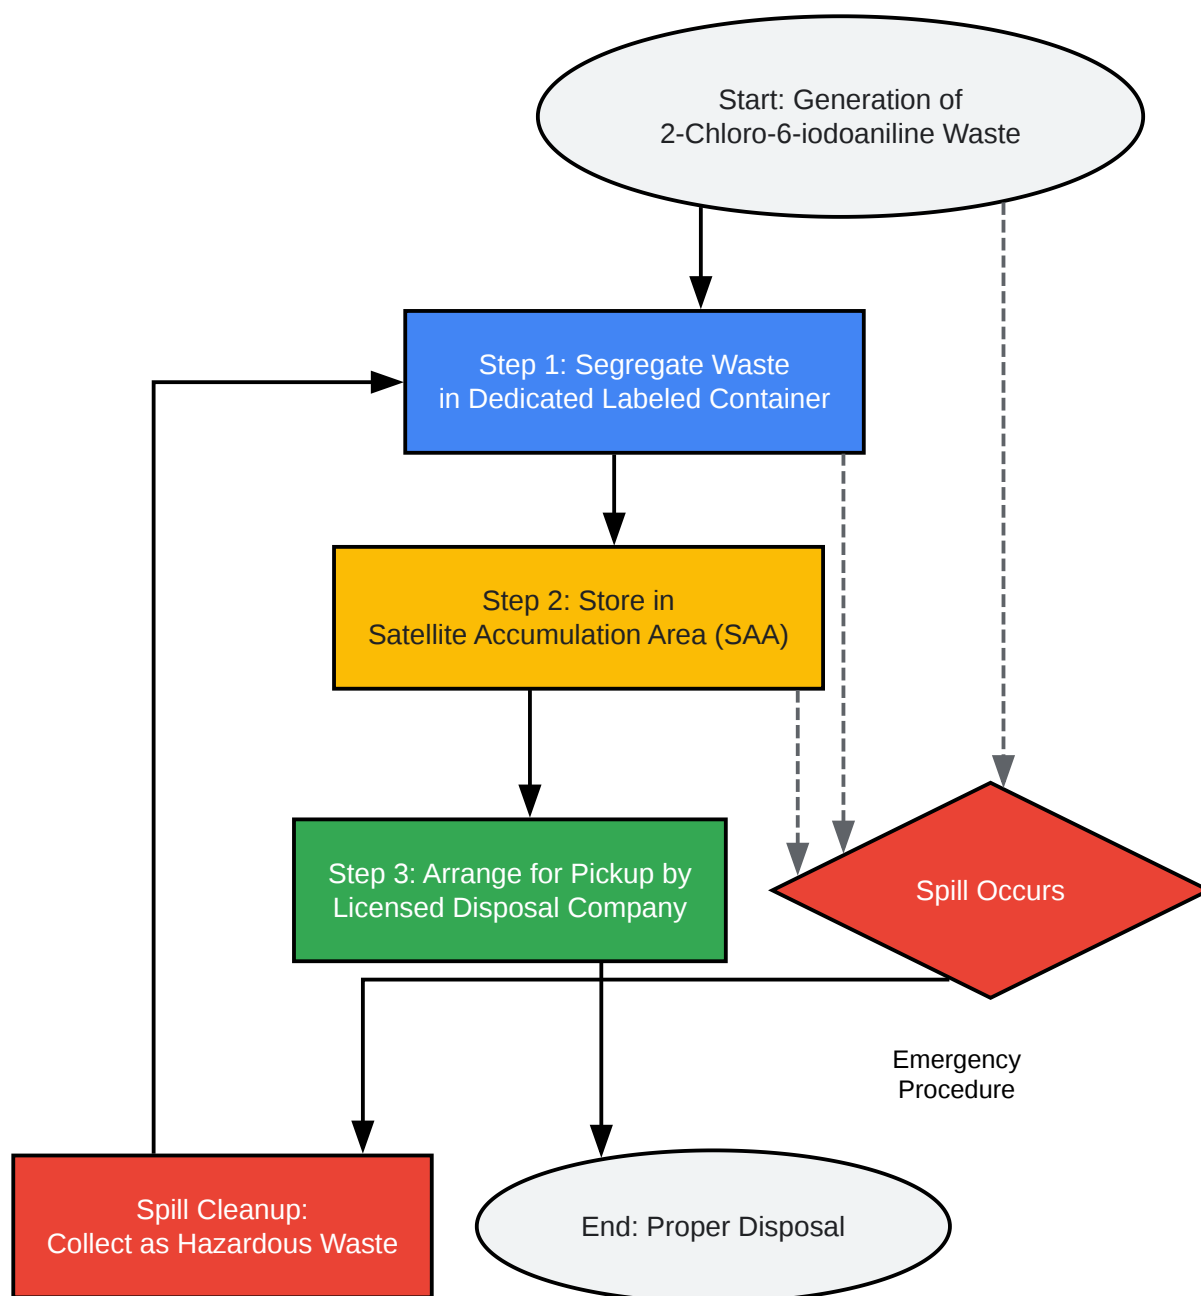 Start: Generation of
2-Chloro-6-iodoaniline Waste
Step 1: Segregate Waste
in Dedicated Labeled Container
Step 2: Store in
Satellite Accumulation Area (SAA)
Step 3: Arrange for Pickup by
Licensed Disposal Company
Spill Occurs
Emergency
Procedure
Spill Cleanup:
Collect as Hazardous Waste
End: Proper Disposal